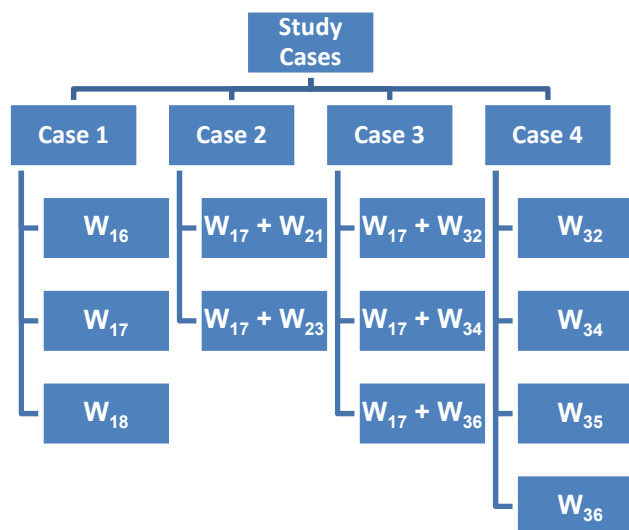 Study
Cases
Case 1
W₁₆
W₁₇
W₁₈
Case 2
W₁₇ + W₂₁
W₁₇ + W₂₃
Case 3
W₁₇ + W₃₂
W₁₇ + W₃₄
W₁₇ + W₃₆
Case 4
W₃₂
W₃₄
W₃₅
W₃₆